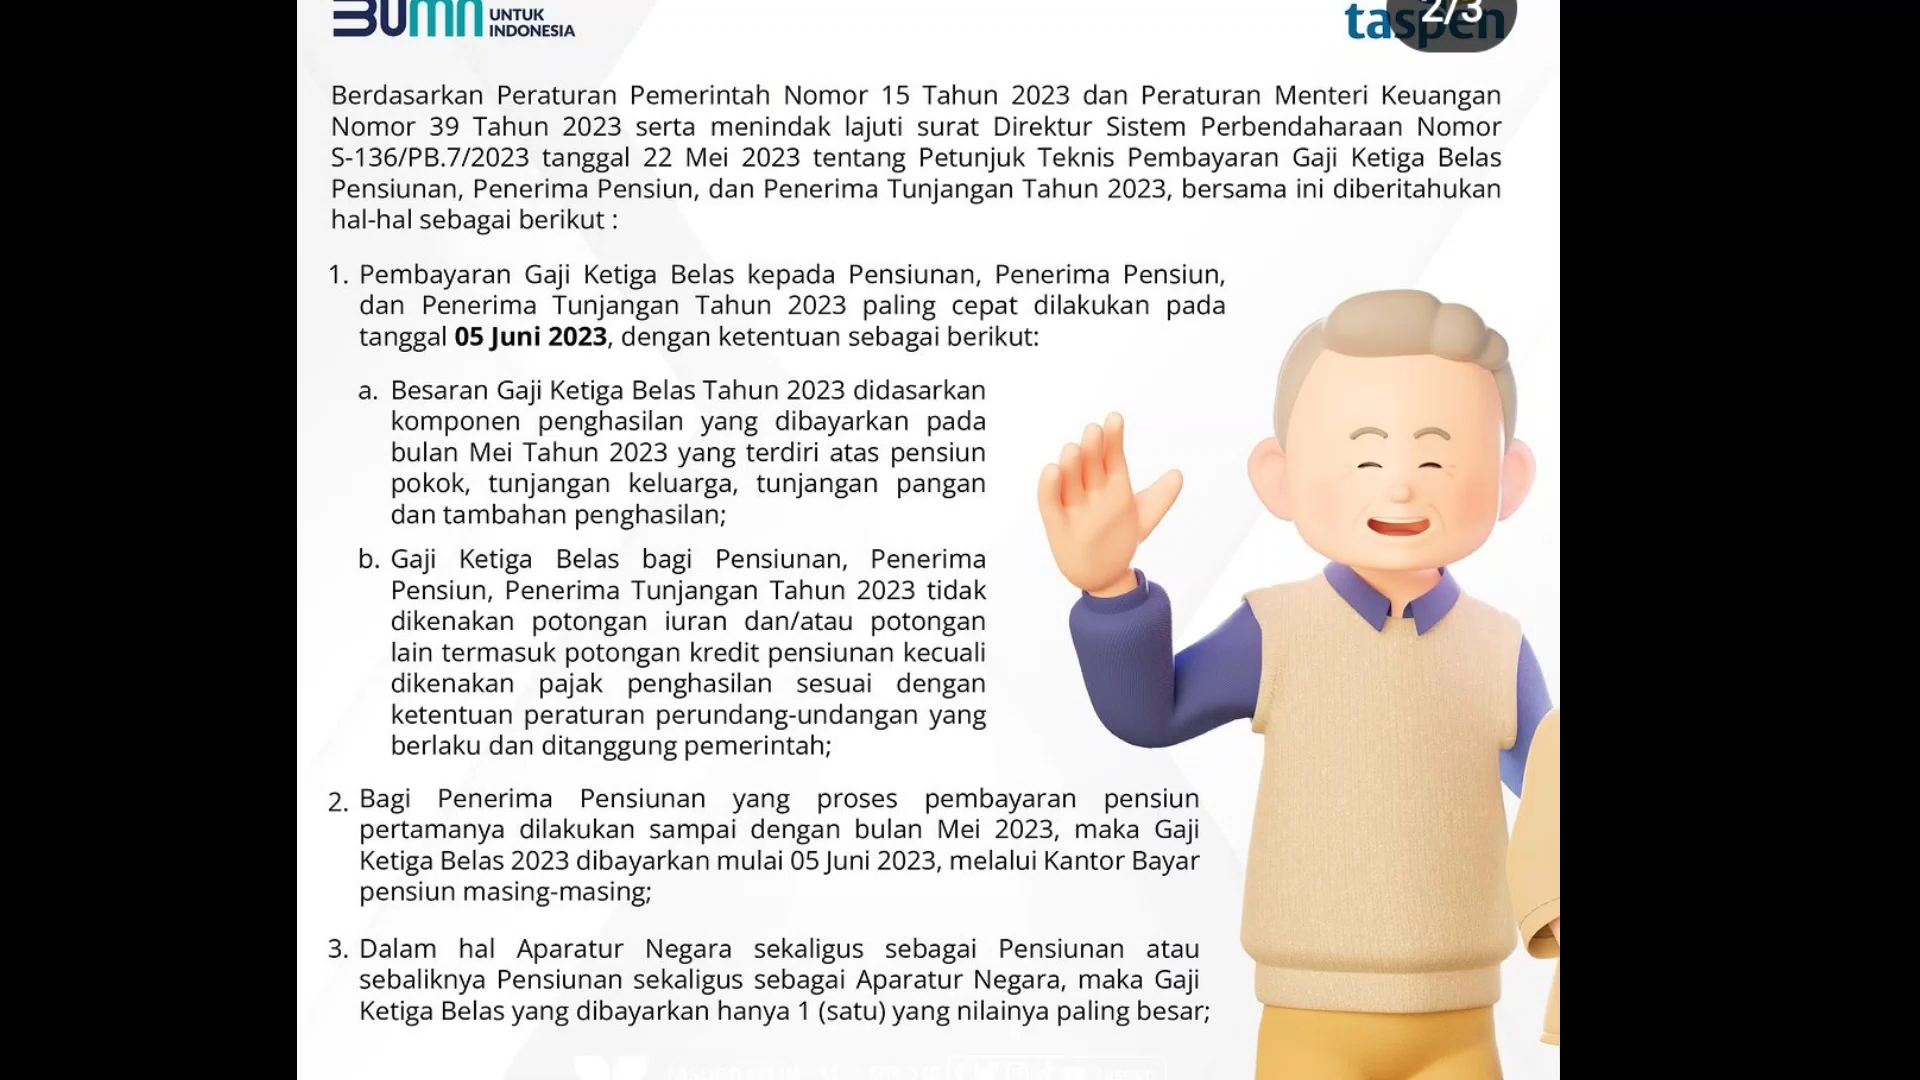 BUMN UNTUK
INDONESIA
taspen
2/3
Berdasarkan Peraturan Pemerintah Nomor 15 Tahun 2023 dan Peraturan Menteri Keuangan
Nomor 39 Tahun 2023 serta menindak lajuti surat Direktur Sistem Perbendaharaan Nomor
S-136/PB.7/2023 tanggal 22 Mei 2023 tentang Petunjuk Teknis Pembayaran Gaji Ketiga Belas
Pensiunan, Penerima Pensiun, dan Penerima Tunjangan Tahun 2023, bersama ini diberitahukan
hal-hal sebagai berikut :
1. Pembayaran Gaji Ketiga Belas kepada Pensiunan, Penerima Pensiun,
dan Penerima Tunjangan Tahun 2023 paling cepat dilakukan pada
tanggal 05 Juni 2023, dengan ketentuan sebagai berikut:
a. Besaran Gaji Ketiga Belas Tahun 2023 didasarkan
komponen penghasilan yang dibayarkan pada
bulan Mei Tahun 2023 yang terdiri atas pensiun
pokok, tunjangan keluarga, tunjangan pangan
dan tambahan penghasilan;
b. Gaji Ketiga Belas bagi Pensiunan, Penerima
Pensiun, Penerima Tunjangan Tahun 2023 tidak
dikenakan potongan iuran dan/atau potongan
lain termasuk potongan kredit pensiunan kecuali
dikenakan pajak penghasilan sesuai dengan
ketentuan peraturan perundang-undangan yang
berlaku dan ditanggung pemerintah;
2. Bagi Penerima Pensiunan yang proses pembayaran pensiun
pertamanya dilakukan sampai dengan bulan Mei 2023, maka Gaji
Ketiga Belas 2023 dibayarkan mulai 05 Juni 2023, melalui Kantor Bayar
pensiun masing-masing;
3. Dalam hal Aparatur Negara sekaligus sebagai Pensiunan atau
sebaliknya Pensiunan sekaligus sebagai Aparatur Negara, maka Gaji
Ketiga Belas yang dibayarkan hanya 1 (satu) yang nilainya paling besar;